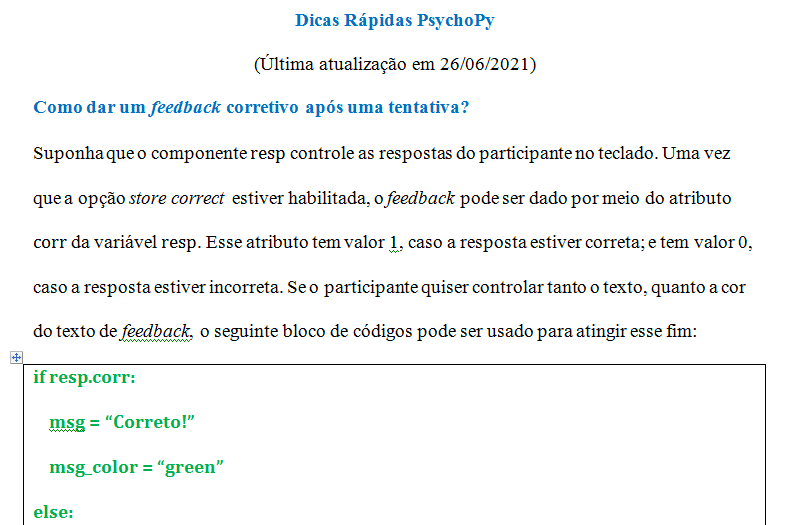 Dicas Rápidas PsychoPy
(Última atualização em 26/06/2021)
Como dar um feedback corretivo após uma tentativa?
Suponha que o componente resp controle as respostas do participante no teclado. Uma vez
que a opção store correct estiver habilitada, o feedback pode ser dado por meio do atributo
corr da variável resp. Esse atributo tem valor 1, caso a resposta estiver correta; e tem valor 0,
caso a resposta estiver incorreta. Se o participante quiser controlar tanto o texto, quanto a cor
do texto de feedback, o seguinte bloco de códigos pode ser usado para atingir esse fim:
if resp.corr:
msg = “Correto!”
msg_color = “green”
else: